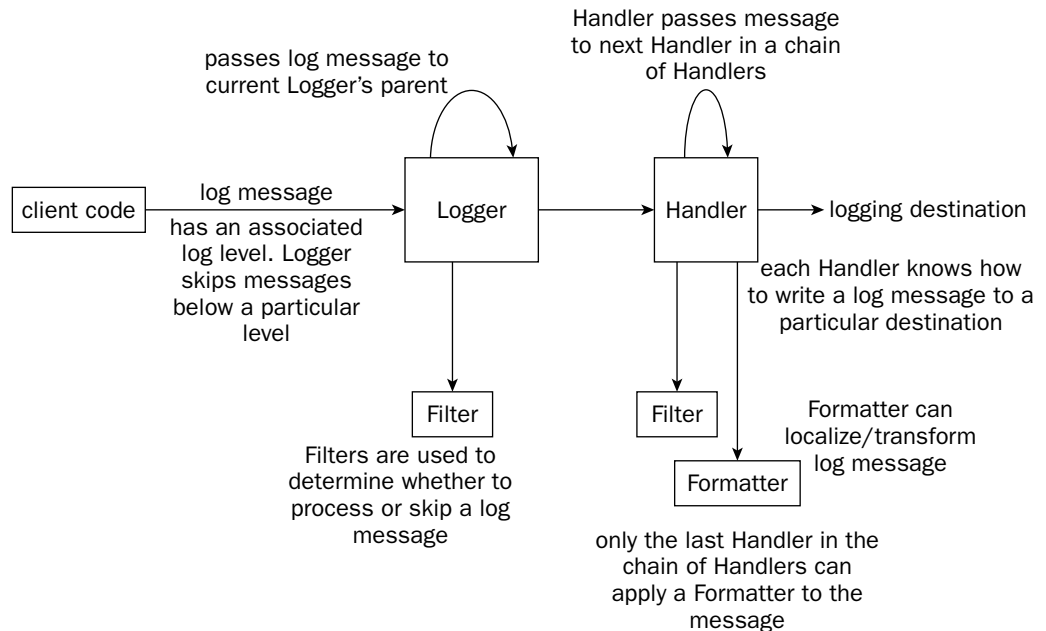 Handler passes message
to next Handler in a chain
of Handlers
passes log message to
current Logger's parent
client code
log message
has an associated
log level. Logger
skips messages
below a particular
level
Logger
Handler
logging destination
each Handler knows how
to write a log message to a
particular destination
Filter
Filters are used to
determine whether to
process or skip a log
message
Filter
Formatter can
localize/transform
log message
Formatter
only the last Handler in the
chain of Handlers can
apply a Formatter to the
message